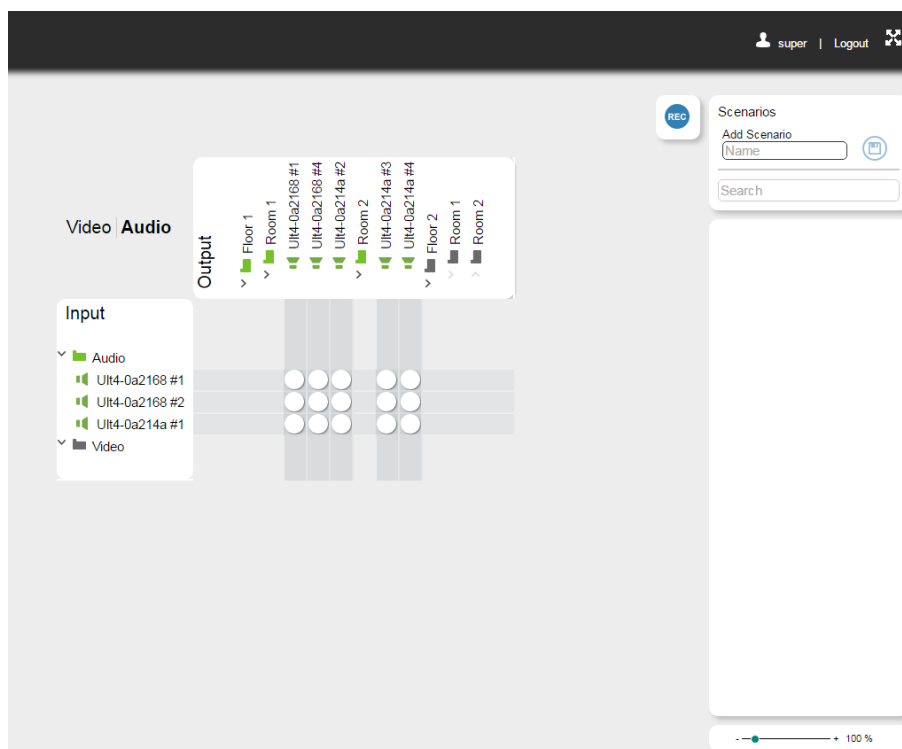 super | Logout
REC
Scenarios
Add Scenario
Name
Search
Video Audio
Output
Floor 1
Room 1
Ult4-0a2168 #1
Ult4-0a2168 #4
Ult4-0a214a #2
Room 2
Ult4-0a214a #3
Ult4-0a214a #4
Floor 2
Room 1
Room 2
Input
Audio
Ult4-0a2168 #1
Ult4-0a2168 #2
Ult4-0a214a #1
Video
- + 100 %